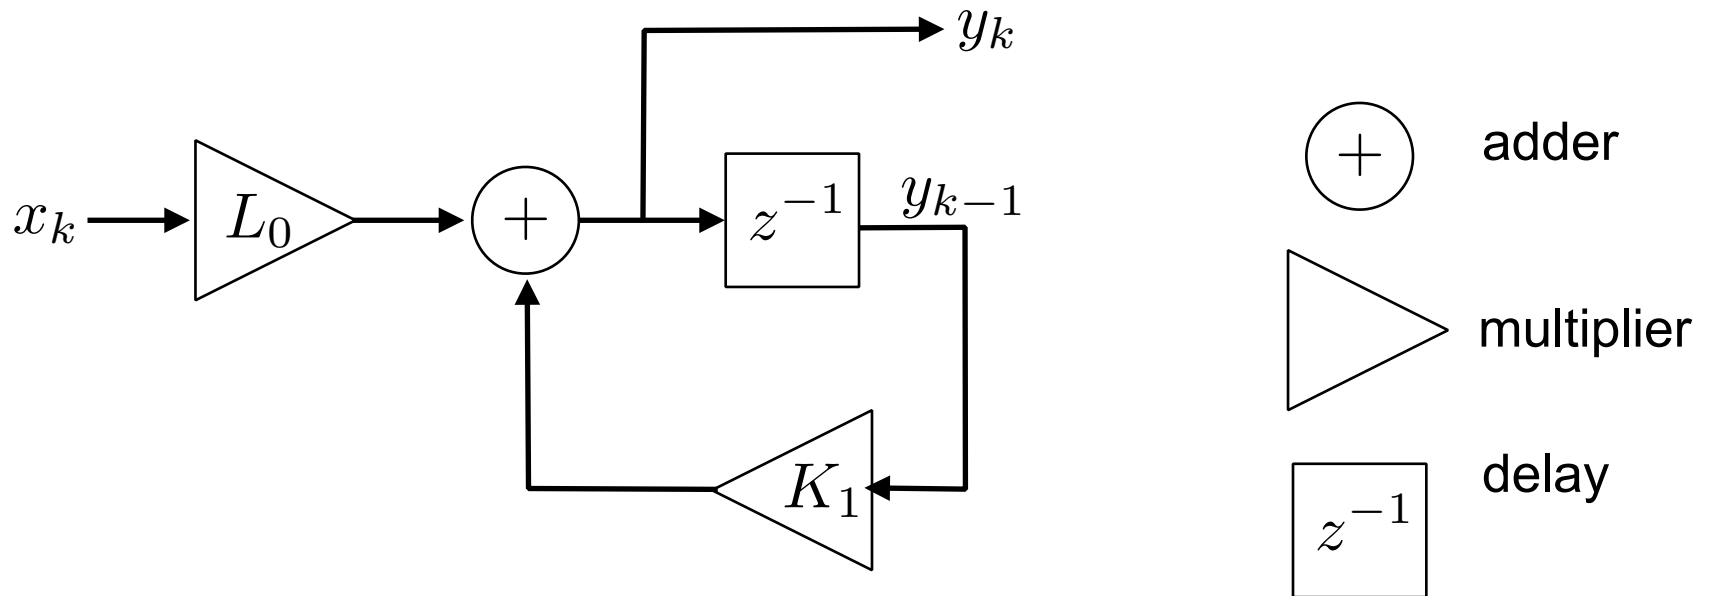 y_k
x_k L_0 + z^{-1} y_{k-1}
K_1
+ adder
multiplier
z^{-1} delay